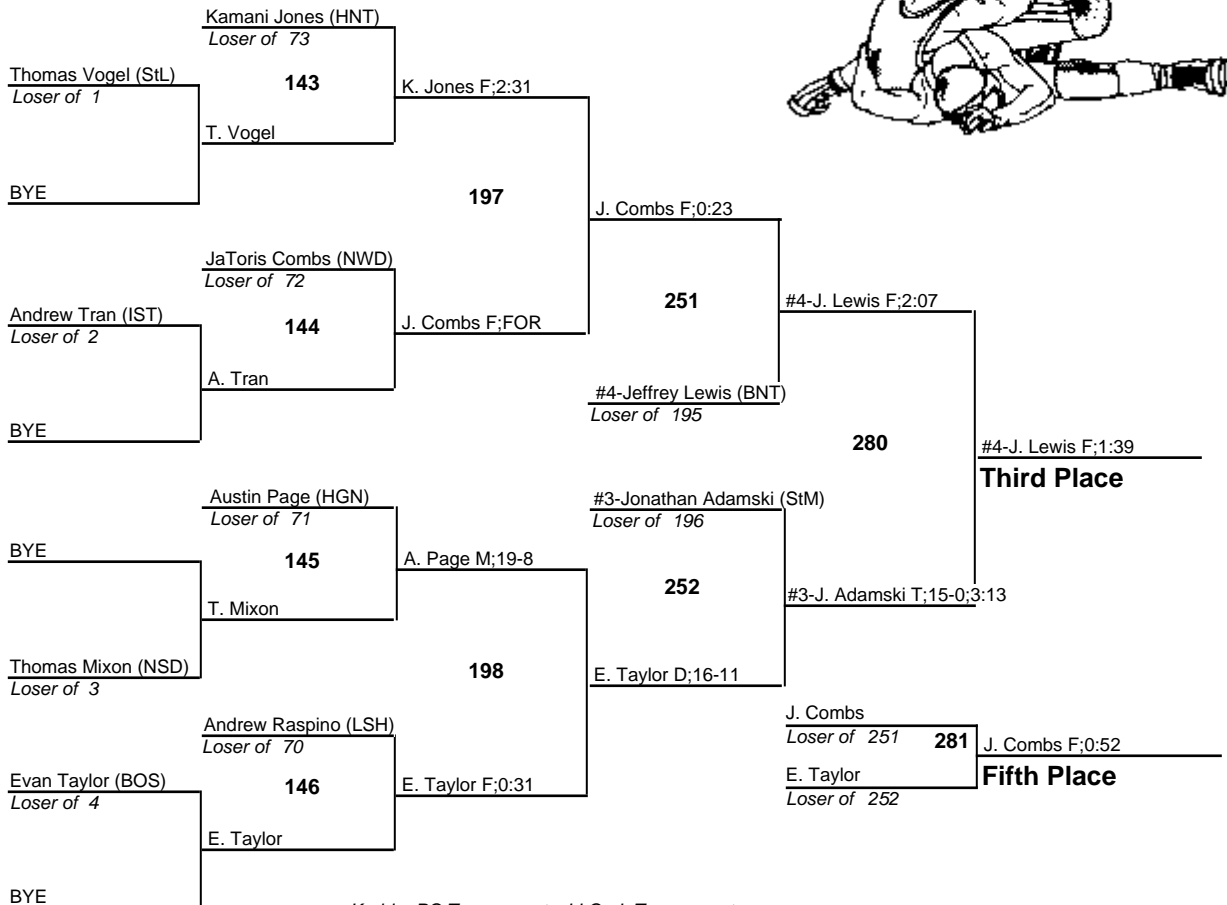 Kamani Jones (HNT)
Loser of 73
Thomas Vogel (StL)
Loser of 1
143
K. Jones F;2:31
T. Vogel
BYE
197
J. Combs F;0:23
JaToris Combs (NWD)
Loser of 72
Andrew Tran (IST)
Loser of 2
144
J. Combs F;FOR
251
#4-J. Lewis F;2:07
A. Tran
#4-Jeffrey Lewis (BNT)
Loser of 195
BYE
280
#4-J. Lewis F;1:39
Third Place
Austin Page (HGN)
Loser of 71
#3-Jonathan Adamski (StM)
Loser of 196
BYE
145
A. Page M;19-8
252
#3-J. Adamski T;15-0;3:13
T. Mixon
Thomas Mixon (NSD)
Loser of 3
198
E. Taylor D;16-11
Andrew Raspino (LSH)
Loser of 70
J. Combs
Loser of 251
281
J. Combs F;0:52
Fifth Place
Evan Taylor (BOS)
Loser of 4
146
E. Taylor F;0:31
E. Taylor
Loser of 252
E. Taylor
BYE